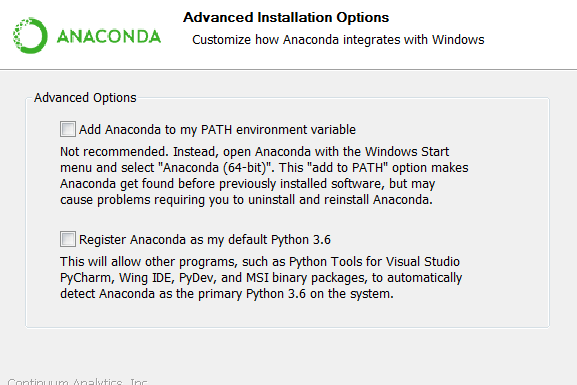 Advanced Installation Options
ANACONDA
Customize how Anaconda integrates with Windows
Advanced Options
Add Anaconda to my PATH environment variable
Not recommended. Instead, open Anaconda with the Windows Start
menu and select "Anaconda (64-bit)". This "add to PATH" option makes
Anaconda get found before previously installed software, but may
cause problems requiring you to uninstall and reinstall Anaconda.
Register Anaconda as my default Python 3.6
This will allow other programs, such as Python Tools for Visual Studio
PyCharm, Wing IDE, PyDev, and MSI binary packages, to automatically
detect Anaconda as the primary Python 3.6 on the system.
Continuum Analytics, Inc.